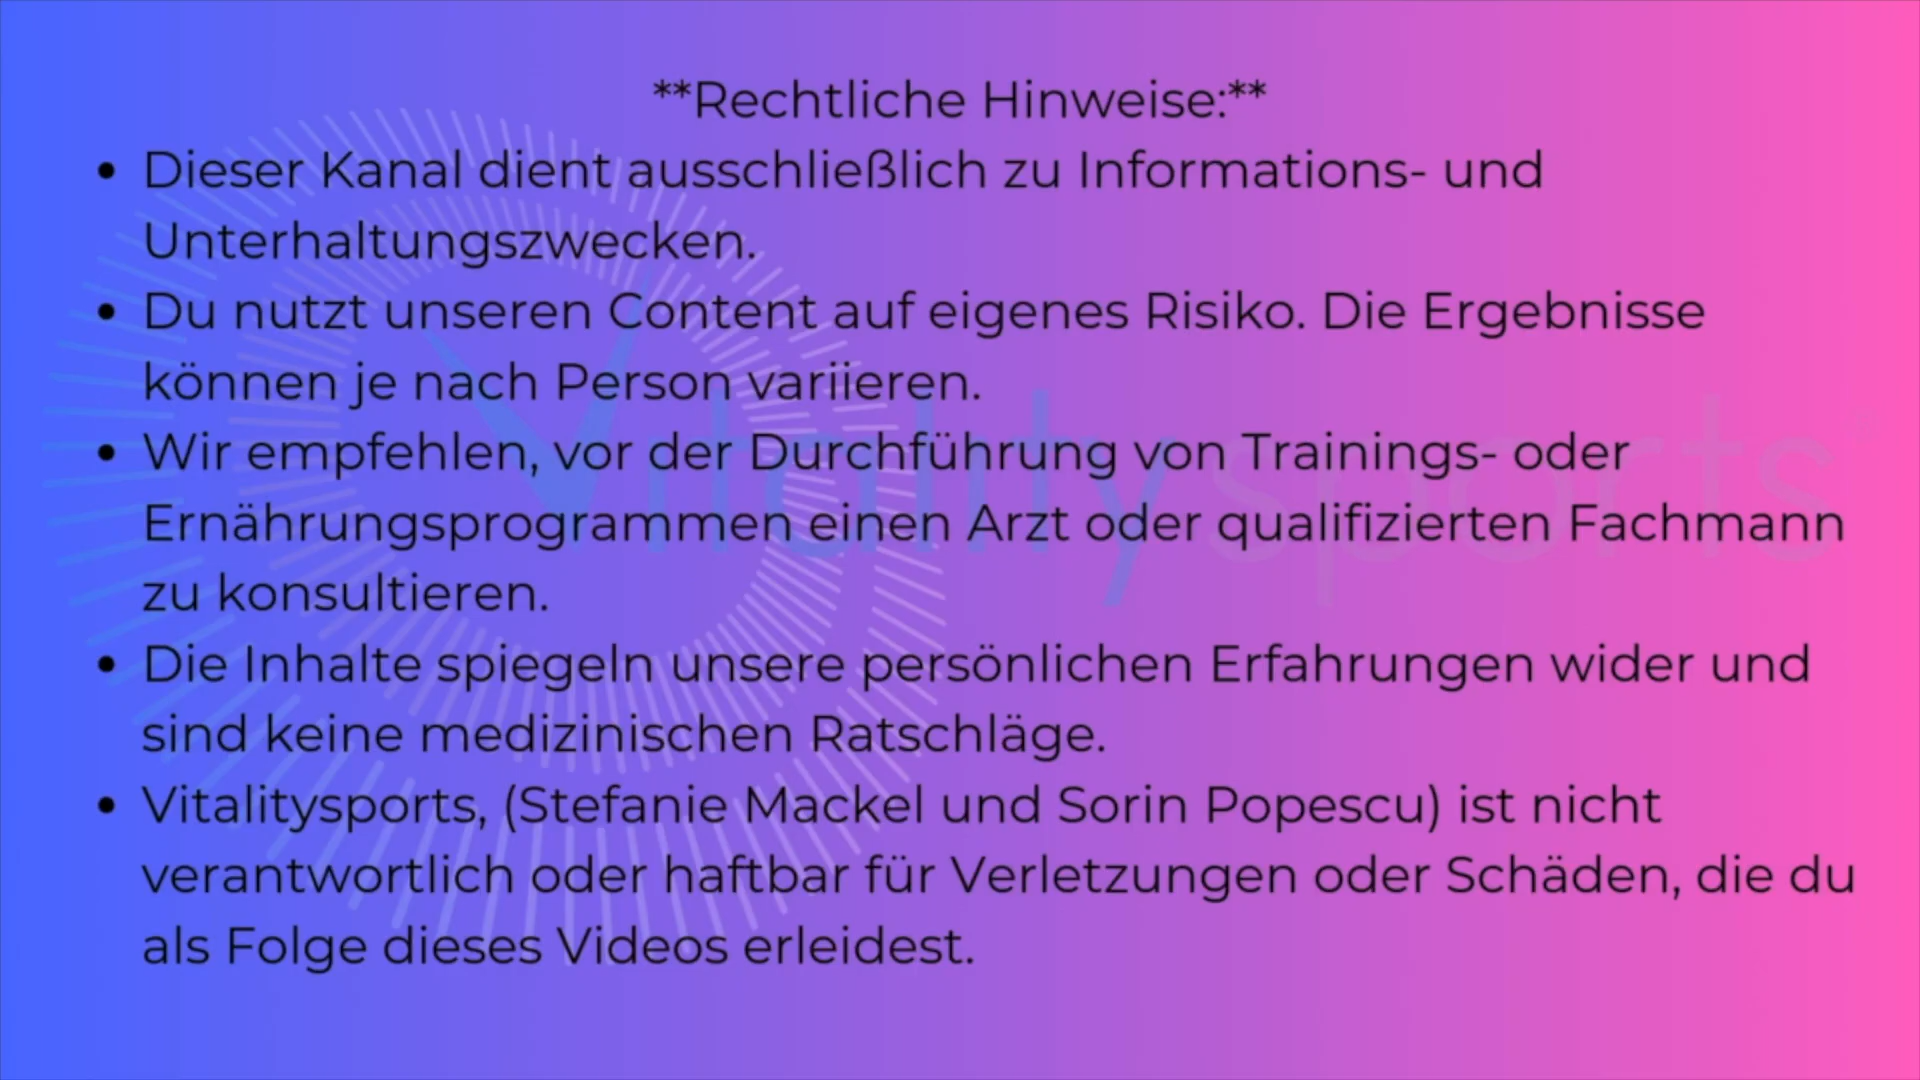 **Rechtliche Hinweise:**
• Dieser Kanal dient ausschließlich zu Informations- und
Unterhaltungszwecken.
• Du nutzt unseren Content auf eigenes Risiko. Die Ergebnisse
können je nach Person variieren.
• Wir empfehlen, vor der Durchführung von Trainings- oder
Ernährungsprogrammen einen Arzt oder qualifizierten Fachmann
zu konsultieren.
• Die Inhalte spiegeln unsere persönlichen Erfahrungen wider und
sind keine medizinischen Ratschläge.
• Vitalitysports, (Stefanie Mackel und Sorin Popescu) ist nicht
verantwortlich oder haftbar für Verletzungen oder Schäden, die du
als Folge dieses Videos erleidest.
Vitalitysports